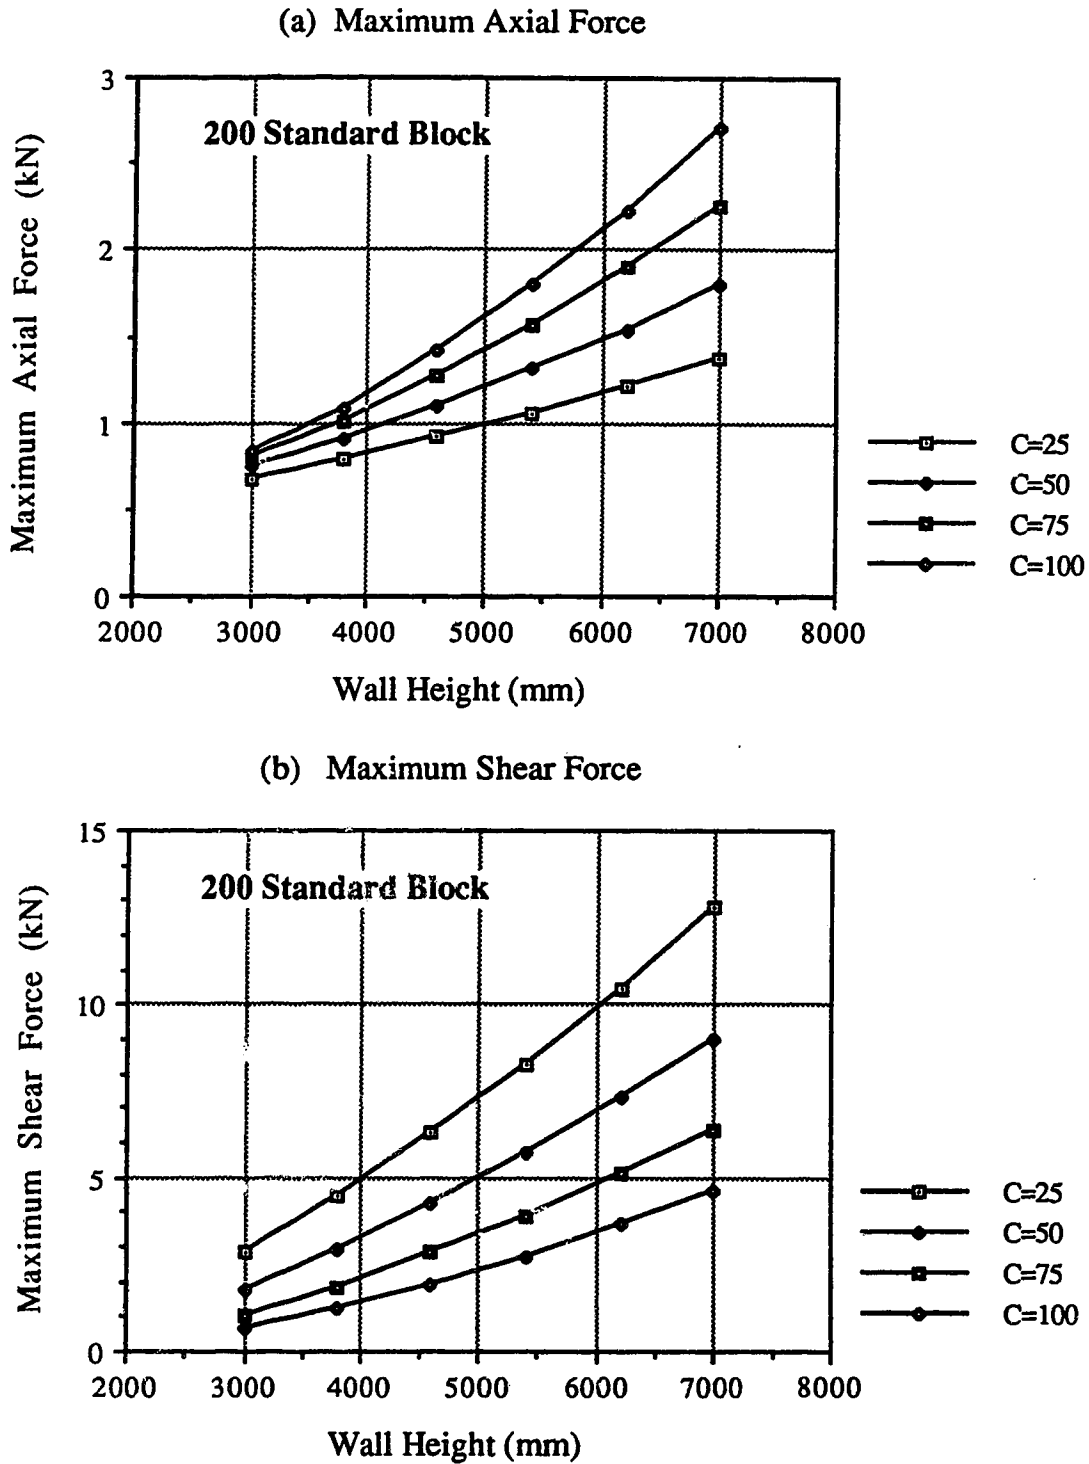 (a) Maximum Axial Force
3
200 Standard Block
2
1
0
Maximum Axial Force (kN)
2000 3000 4000 5000 6000 7000 8000
Wall Height (mm)
C=25
C=50
C=75
C=100
(b) Maximum Shear Force
15
200 Standard Block
10
5
0
Maximum Shear Force (kN)
2000 3000 4000 5000 6000 7000 8000
Wall Height (mm)
C=25
C=50
C=75
C=100